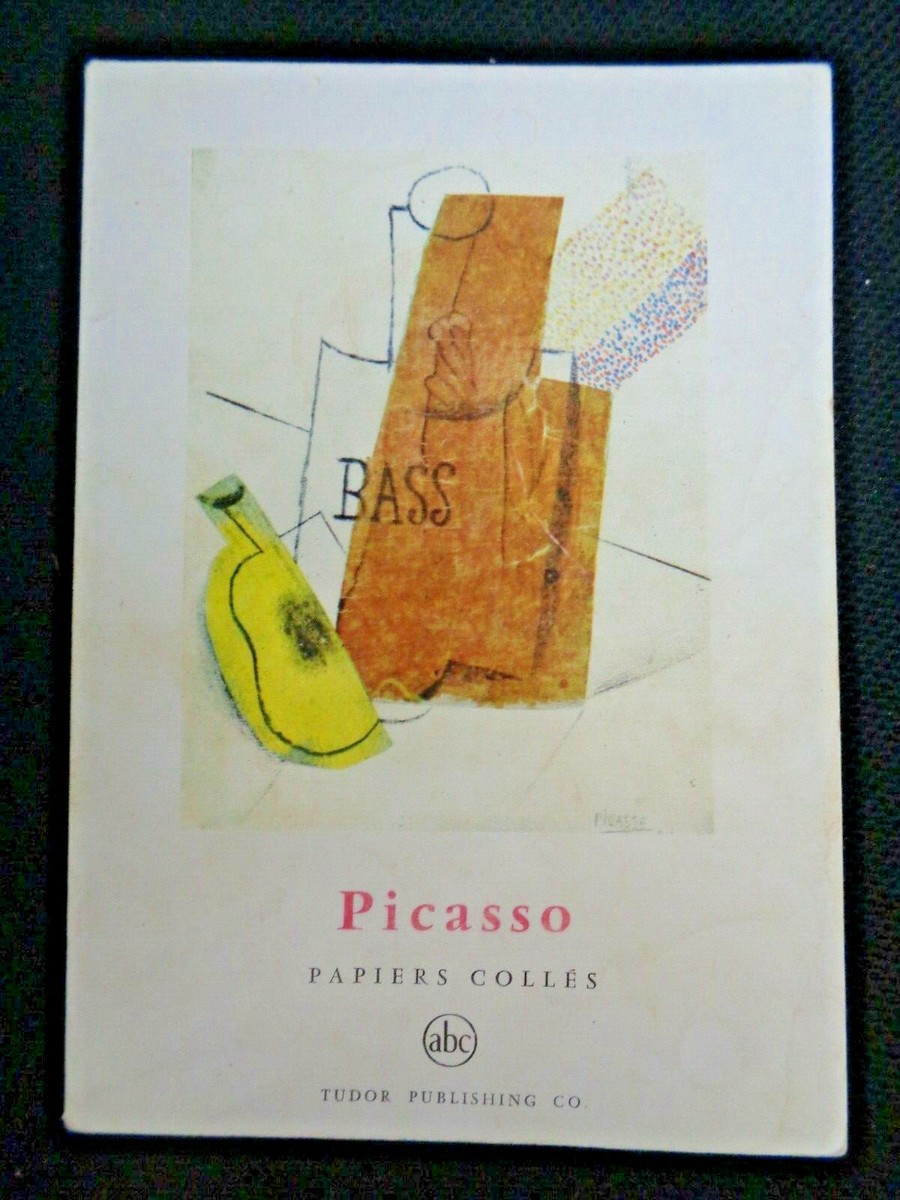 BASS
PICASSO
Picasso
PAPIERS COLLÉS
abc
TUDOR PUBLISHING CO.